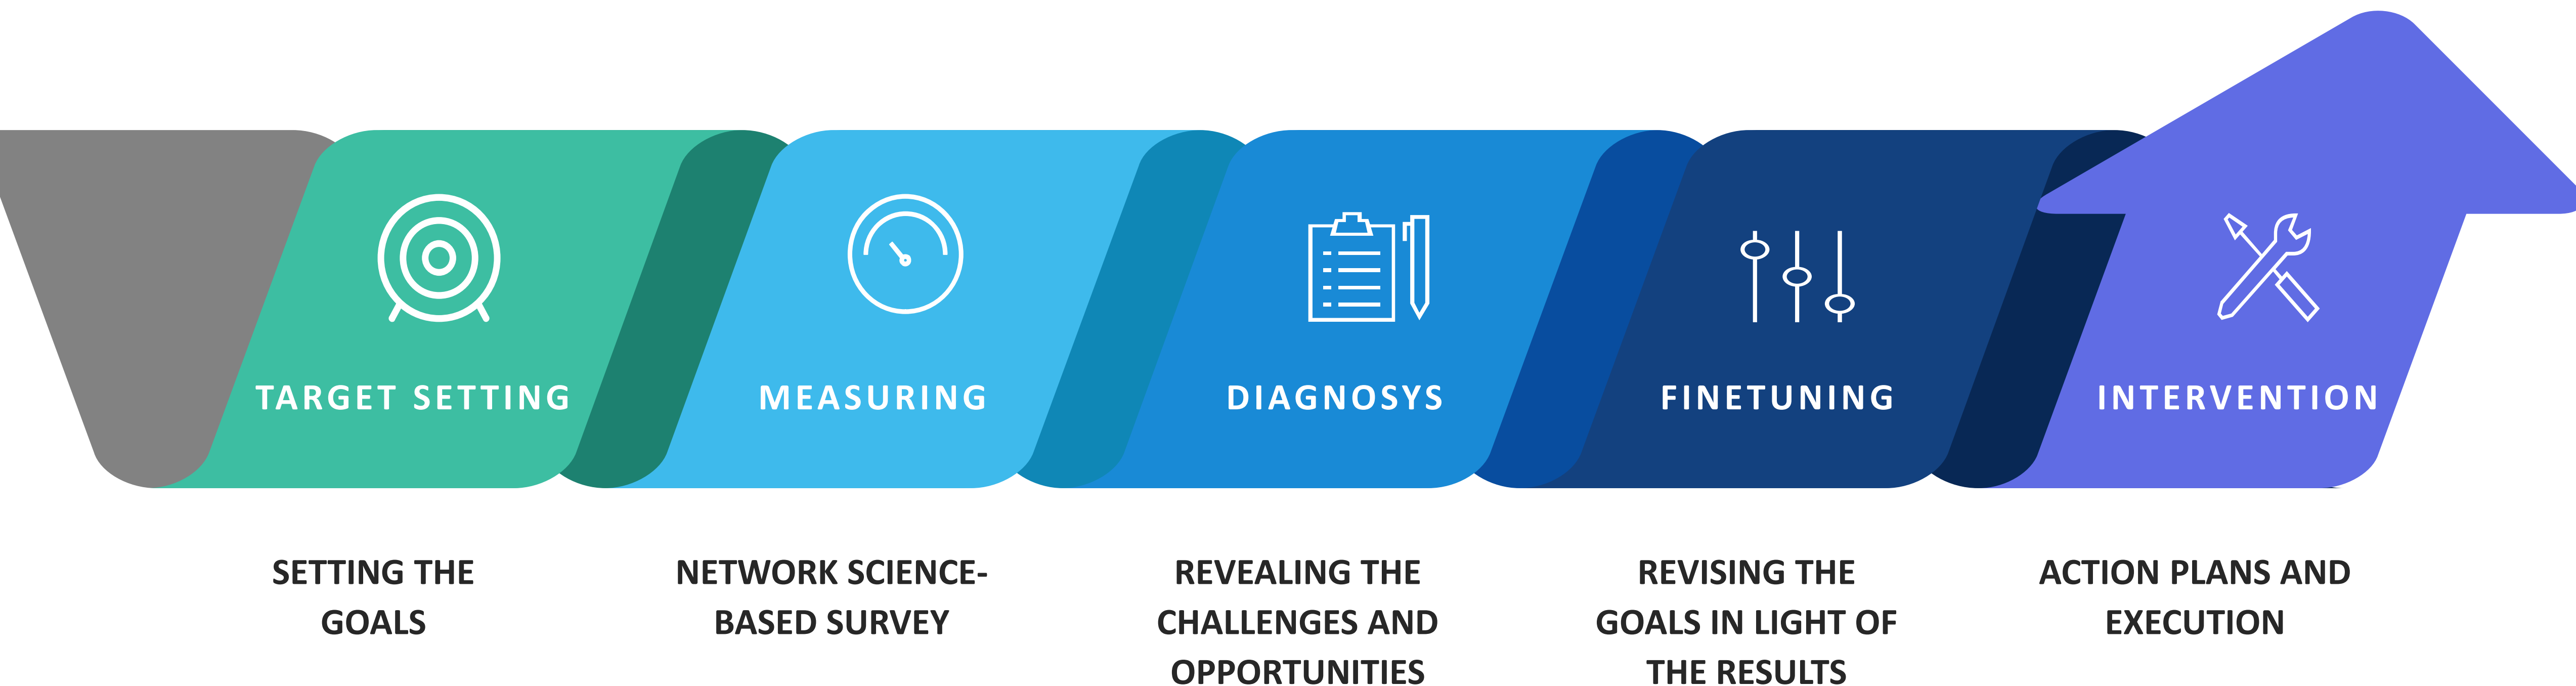 TARGET SETTING
MEASURING
DIAGNOSYS
FINETUNING
INTERVENTION
SETTING THE
GOALS
NETWORK SCIENCE-
BASED SURVEY
REVEALING THE
CHALLENGES AND
OPPORTUNITIES
REVISING THE
GOALS IN LIGHT OF
THE RESULTS
ACTION PLANS AND
EXECUTION